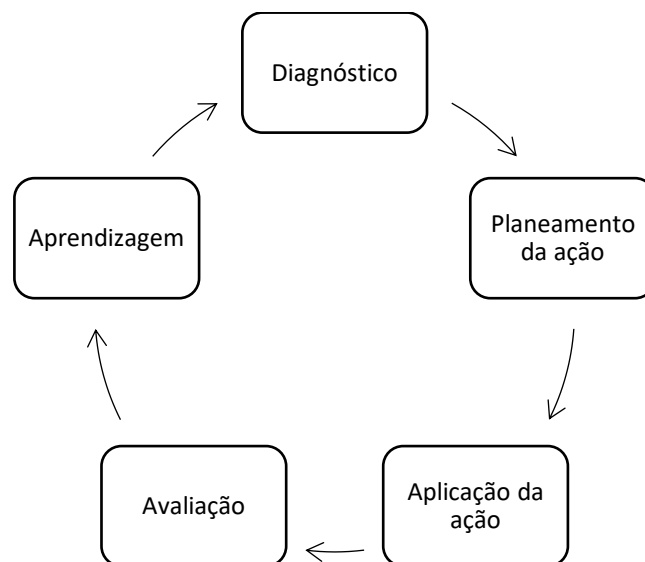 Diagnóstico
Planeamento
da ação
Aplicação da
ação
Avaliação
Aprendizagem